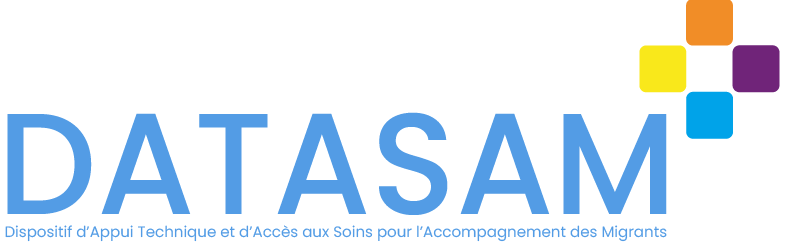 DATASAM
Dispositif d'Appui Technique et d'Accès aux Soins pour l'Accompagnement des Migrants